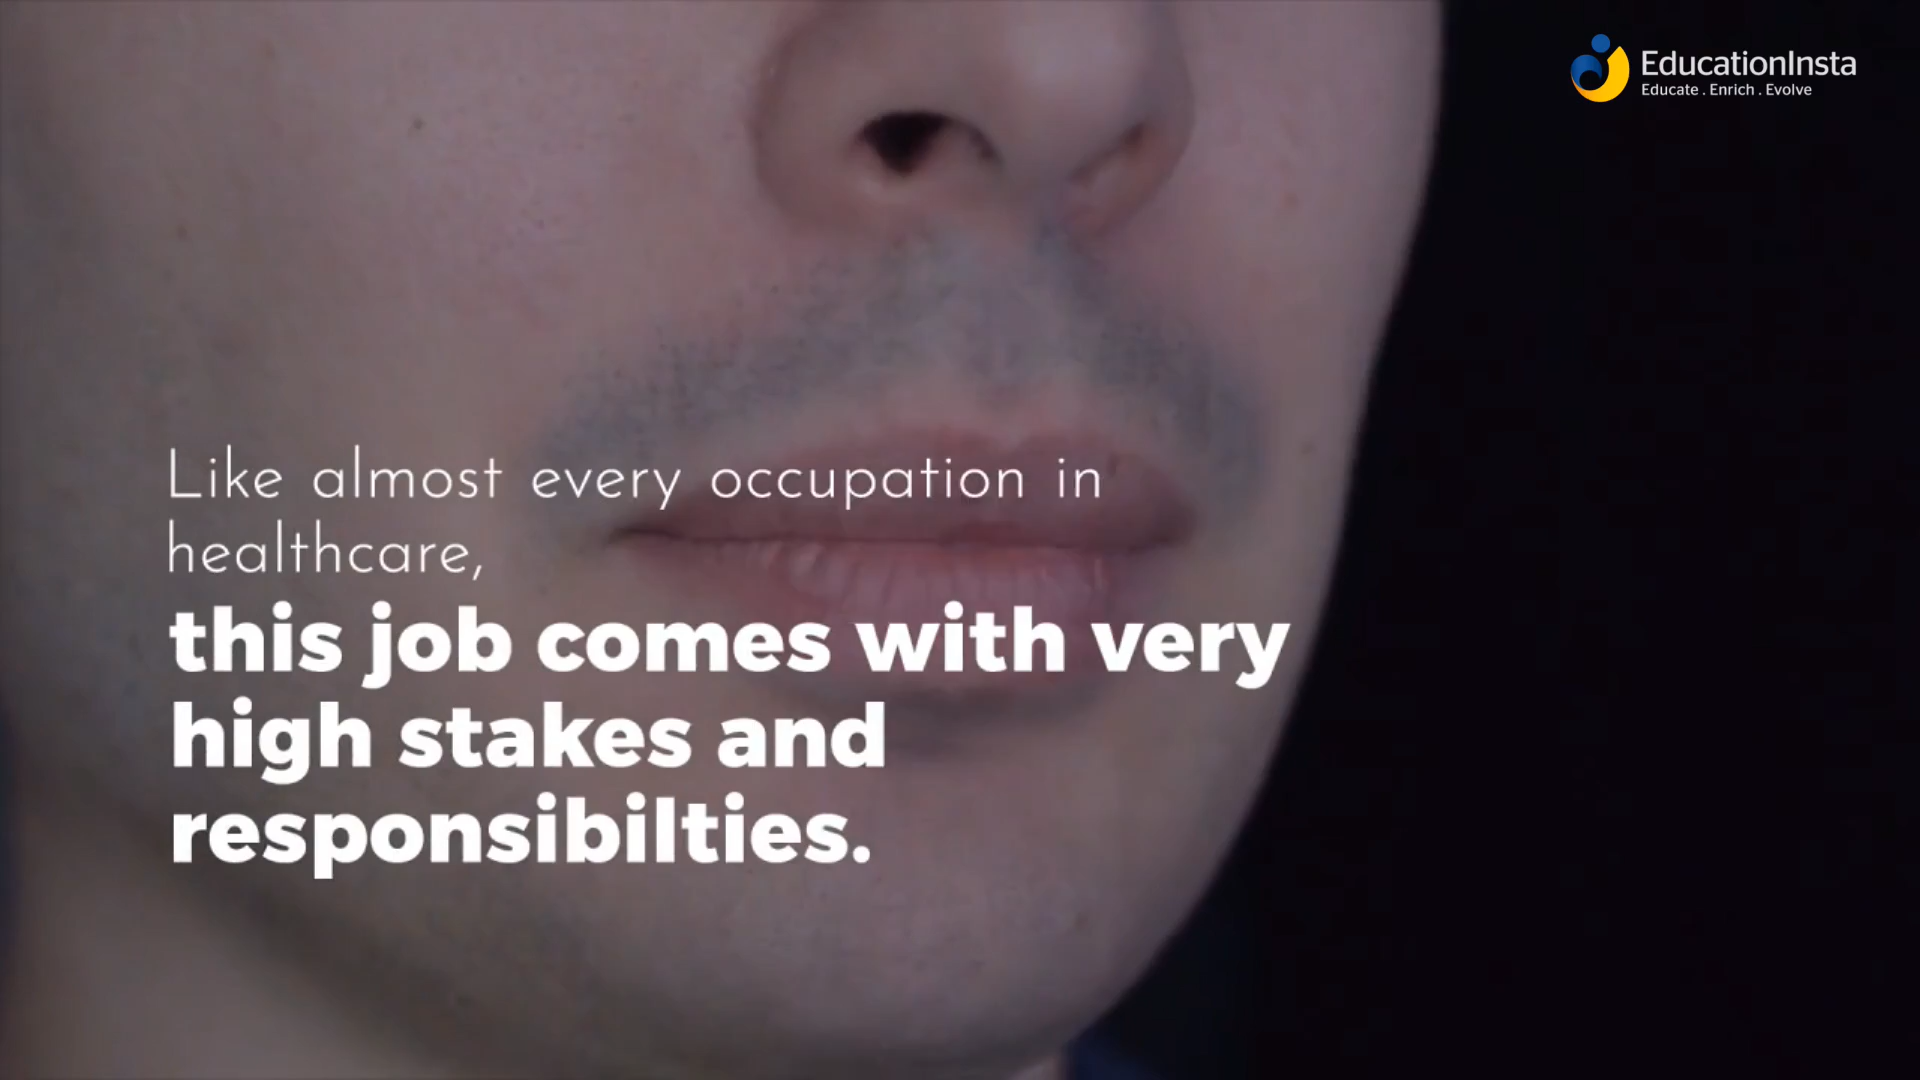 EducationInsta
Educate . Enrich . Evolve
Like almost every occupation in
healthcare,
this job comes with very
high stakes and
responsibilties.